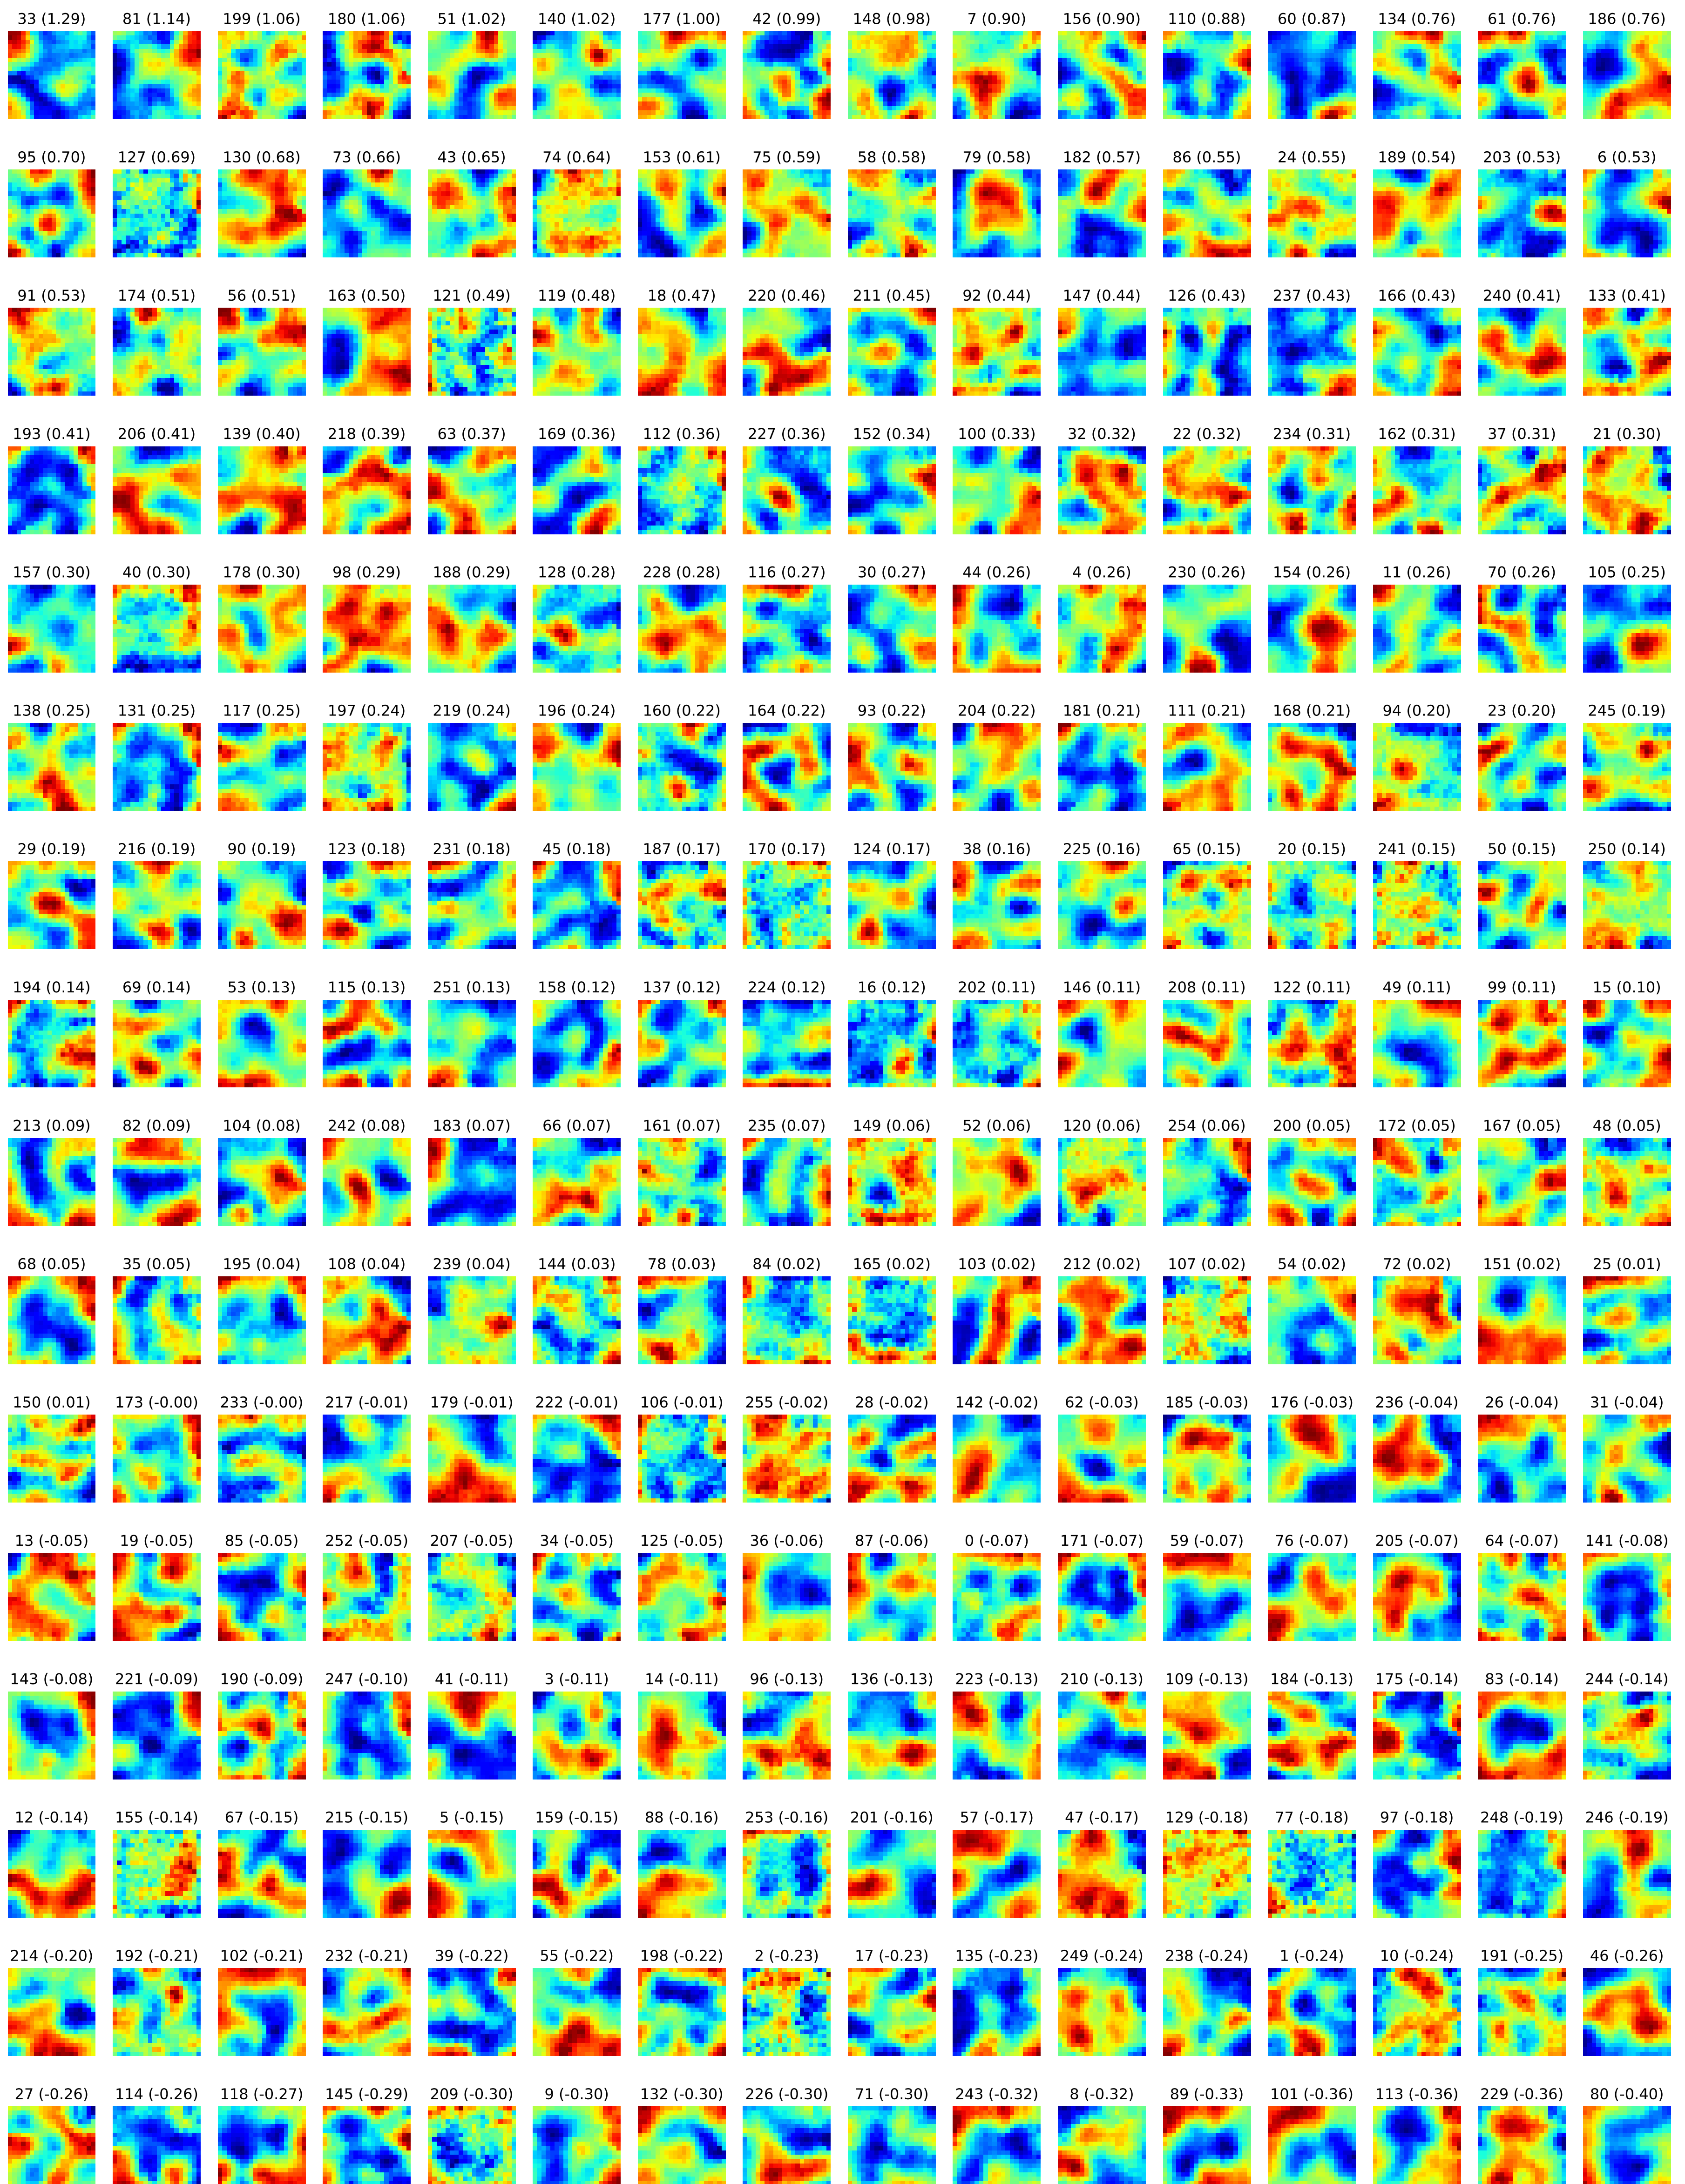 33 (1.29) 81 (1.14) 199 (1.06) 180 (1.06) 51 (1.02) 140 (1.02) 177 (1.00) 42 (0.99) 148 (0.98) 7 (0.90) 156 (0.90) 110 (0.88) 60 (0.87) 134 (0.76) 61 (0.76) 186 (0.76)
95 (0.70) 127 (0.69) 130 (0.68) 73 (0.66) 43 (0.65) 74 (0.64) 153 (0.61) 75 (0.59) 58 (0.58) 79 (0.58) 182 (0.57) 86 (0.55) 24 (0.55) 189 (0.54) 203 (0.53) 6 (0.53)
91 (0.53) 174 (0.51) 56 (0.51) 163 (0.50) 121 (0.49) 119 (0.48) 18 (0.47) 220 (0.46) 211 (0.45) 92 (0.44) 147 (0.44) 126 (0.43) 237 (0.43) 166 (0.43) 240 (0.41) 133 (0.41)
193 (0.41) 206 (0.41) 139 (0.40) 218 (0.39) 63 (0.37) 169 (0.36) 112 (0.36) 227 (0.36) 152 (0.34) 100 (0.33) 32 (0.32) 22 (0.32) 234 (0.31) 162 (0.31) 37 (0.31) 21 (0.30)
157 (0.30) 40 (0.30) 178 (0.30) 98 (0.29) 188 (0.29) 128 (0.28) 228 (0.28) 116 (0.27) 30 (0.27) 44 (0.26) 4 (0.26) 230 (0.26) 154 (0.26) 11 (0.26) 70 (0.26) 105 (0.25)
138 (0.25) 131 (0.25) 117 (0.25) 197 (0.24) 219 (0.24) 196 (0.24) 160 (0.22) 164 (0.22) 93 (0.22) 204 (0.22) 181 (0.21) 111 (0.21) 168 (0.21) 94 (0.20) 23 (0.20) 245 (0.19)
29 (0.19) 216 (0.19) 90 (0.19) 123 (0.18) 231 (0.18) 45 (0.18) 187 (0.17) 170 (0.17) 124 (0.17) 38 (0.16) 225 (0.16) 65 (0.15) 20 (0.15) 241 (0.15) 50 (0.15) 250 (0.14)
194 (0.14) 69 (0.14) 53 (0.13) 115 (0.13) 251 (0.13) 158 (0.12) 137 (0.12) 224 (0.12) 16 (0.12) 202 (0.11) 146 (0.11) 208 (0.11) 122 (0.11) 49 (0.11) 99 (0.11) 15 (0.10)
213 (0.09) 82 (0.09) 104 (0.08) 242 (0.08) 183 (0.07) 66 (0.07) 161 (0.07) 235 (0.07) 149 (0.06) 52 (0.06) 120 (0.06) 254 (0.06) 200 (0.05) 172 (0.05) 167 (0.05) 48 (0.05)
68 (0.05) 35 (0.05) 195 (0.04) 108 (0.04) 239 (0.04) 144 (0.03) 78 (0.03) 84 (0.02) 165 (0.02) 103 (0.02) 212 (0.02) 107 (0.02) 54 (0.02) 72 (0.02) 151 (0.02) 25 (0.01)
150 (0.01) 173 (-0.00) 233 (-0.00) 217 (-0.01) 179 (-0.01) 222 (-0.01) 106 (-0.01) 255 (-0.02) 28 (-0.02) 142 (-0.02) 62 (-0.03) 185 (-0.03) 176 (-0.03) 236 (-0.04) 26 (-0.04) 31 (-0.04)
13 (-0.05) 19 (-0.05) 85 (-0.05) 252 (-0.05) 207 (-0.05) 34 (-0.05) 125 (-0.05) 36 (-0.06) 87 (-0.06) 0 (-0.07) 171 (-0.07) 59 (-0.07) 76 (-0.07) 205 (-0.07) 64 (-0.07) 141 (-0.08)
143 (-0.08) 221 (-0.09) 190 (-0.09) 247 (-0.10) 41 (-0.11) 3 (-0.11) 14 (-0.11) 96 (-0.13) 136 (-0.13) 223 (-0.13) 210 (-0.13) 109 (-0.13) 184 (-0.13) 175 (-0.14) 83 (-0.14) 244 (-0.14)
12 (-0.14) 155 (-0.14) 67 (-0.15) 215 (-0.15) 5 (-0.15) 159 (-0.15) 88 (-0.16) 253 (-0.16) 201 (-0.16) 57 (-0.17) 47 (-0.17) 129 (-0.18) 77 (-0.18) 97 (-0.18) 248 (-0.19) 246 (-0.19)
214 (-0.20) 192 (-0.21) 102 (-0.21) 232 (-0.21) 39 (-0.22) 55 (-0.22) 198 (-0.22) 2 (-0.23) 17 (-0.23) 135 (-0.23) 249 (-0.24) 238 (-0.24) 1 (-0.24) 10 (-0.24) 191 (-0.25) 46 (-0.26)
27 (-0.26) 114 (-0.26) 118 (-0.27) 145 (-0.29) 209 (-0.30) 9 (-0.30) 132 (-0.30) 226 (-0.30) 71 (-0.30) 243 (-0.32) 8 (-0.32) 89 (-0.33) 101 (-0.36) 113 (-0.36) 229 (-0.36) 80 (-0.40)